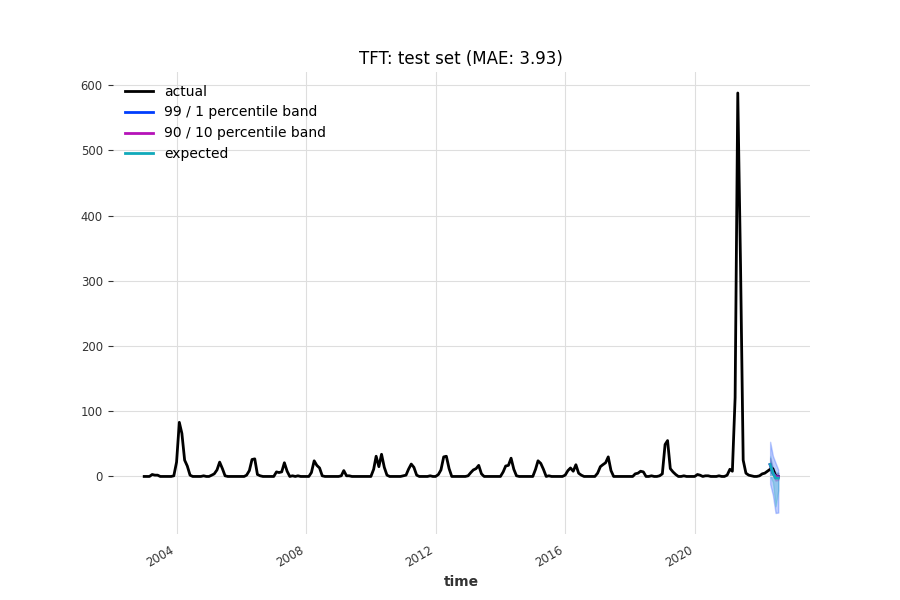 TFT: test set (MAE: 3.93)
actual
99 / 1 percentile band
90 / 10 percentile band
expected
600
500
400
300
200
100
0
2004
2008
2012
2016
2020
time